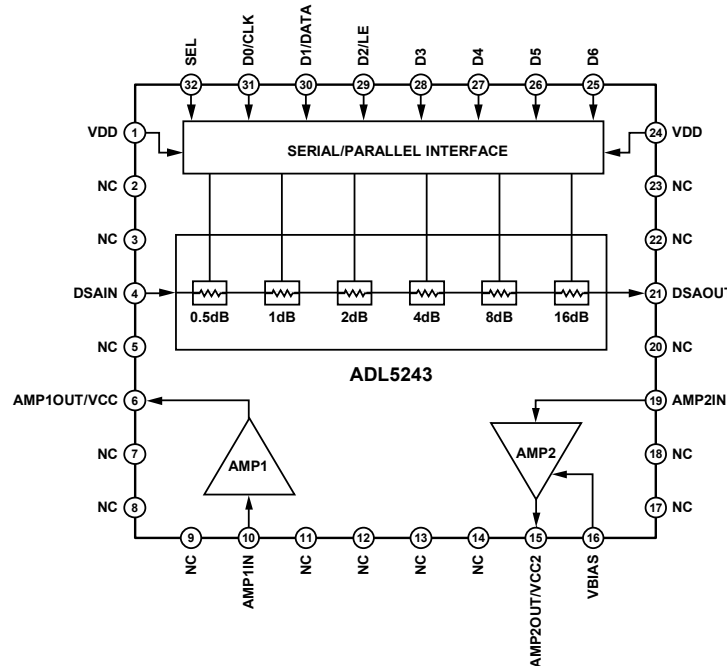 SEL
D0/CLK
D1/DATA
D2/LE
D3
D4
D5
D6
32
31
30
29
28
27
26
25
VDD 1
SERIAL/PARALLEL INTERFACE
24 VDD
NC 2
23 NC
NC 3
22 NC
DSAIN 4
21 DSAOUT
0.5dB
1dB
2dB
4dB
8dB
16dB
NC 5
20 NC
ADL5243
AMP1OUT/VCC 6
19 AMP2IN
NC 7
AMP1
AMP2
18 NC
NC 8
17 NC
9
10
11
12
13
14
15
16
NC
AMP1IN
NC
NC
NC
NC
AMP2OUT/VCC2
VBIAS